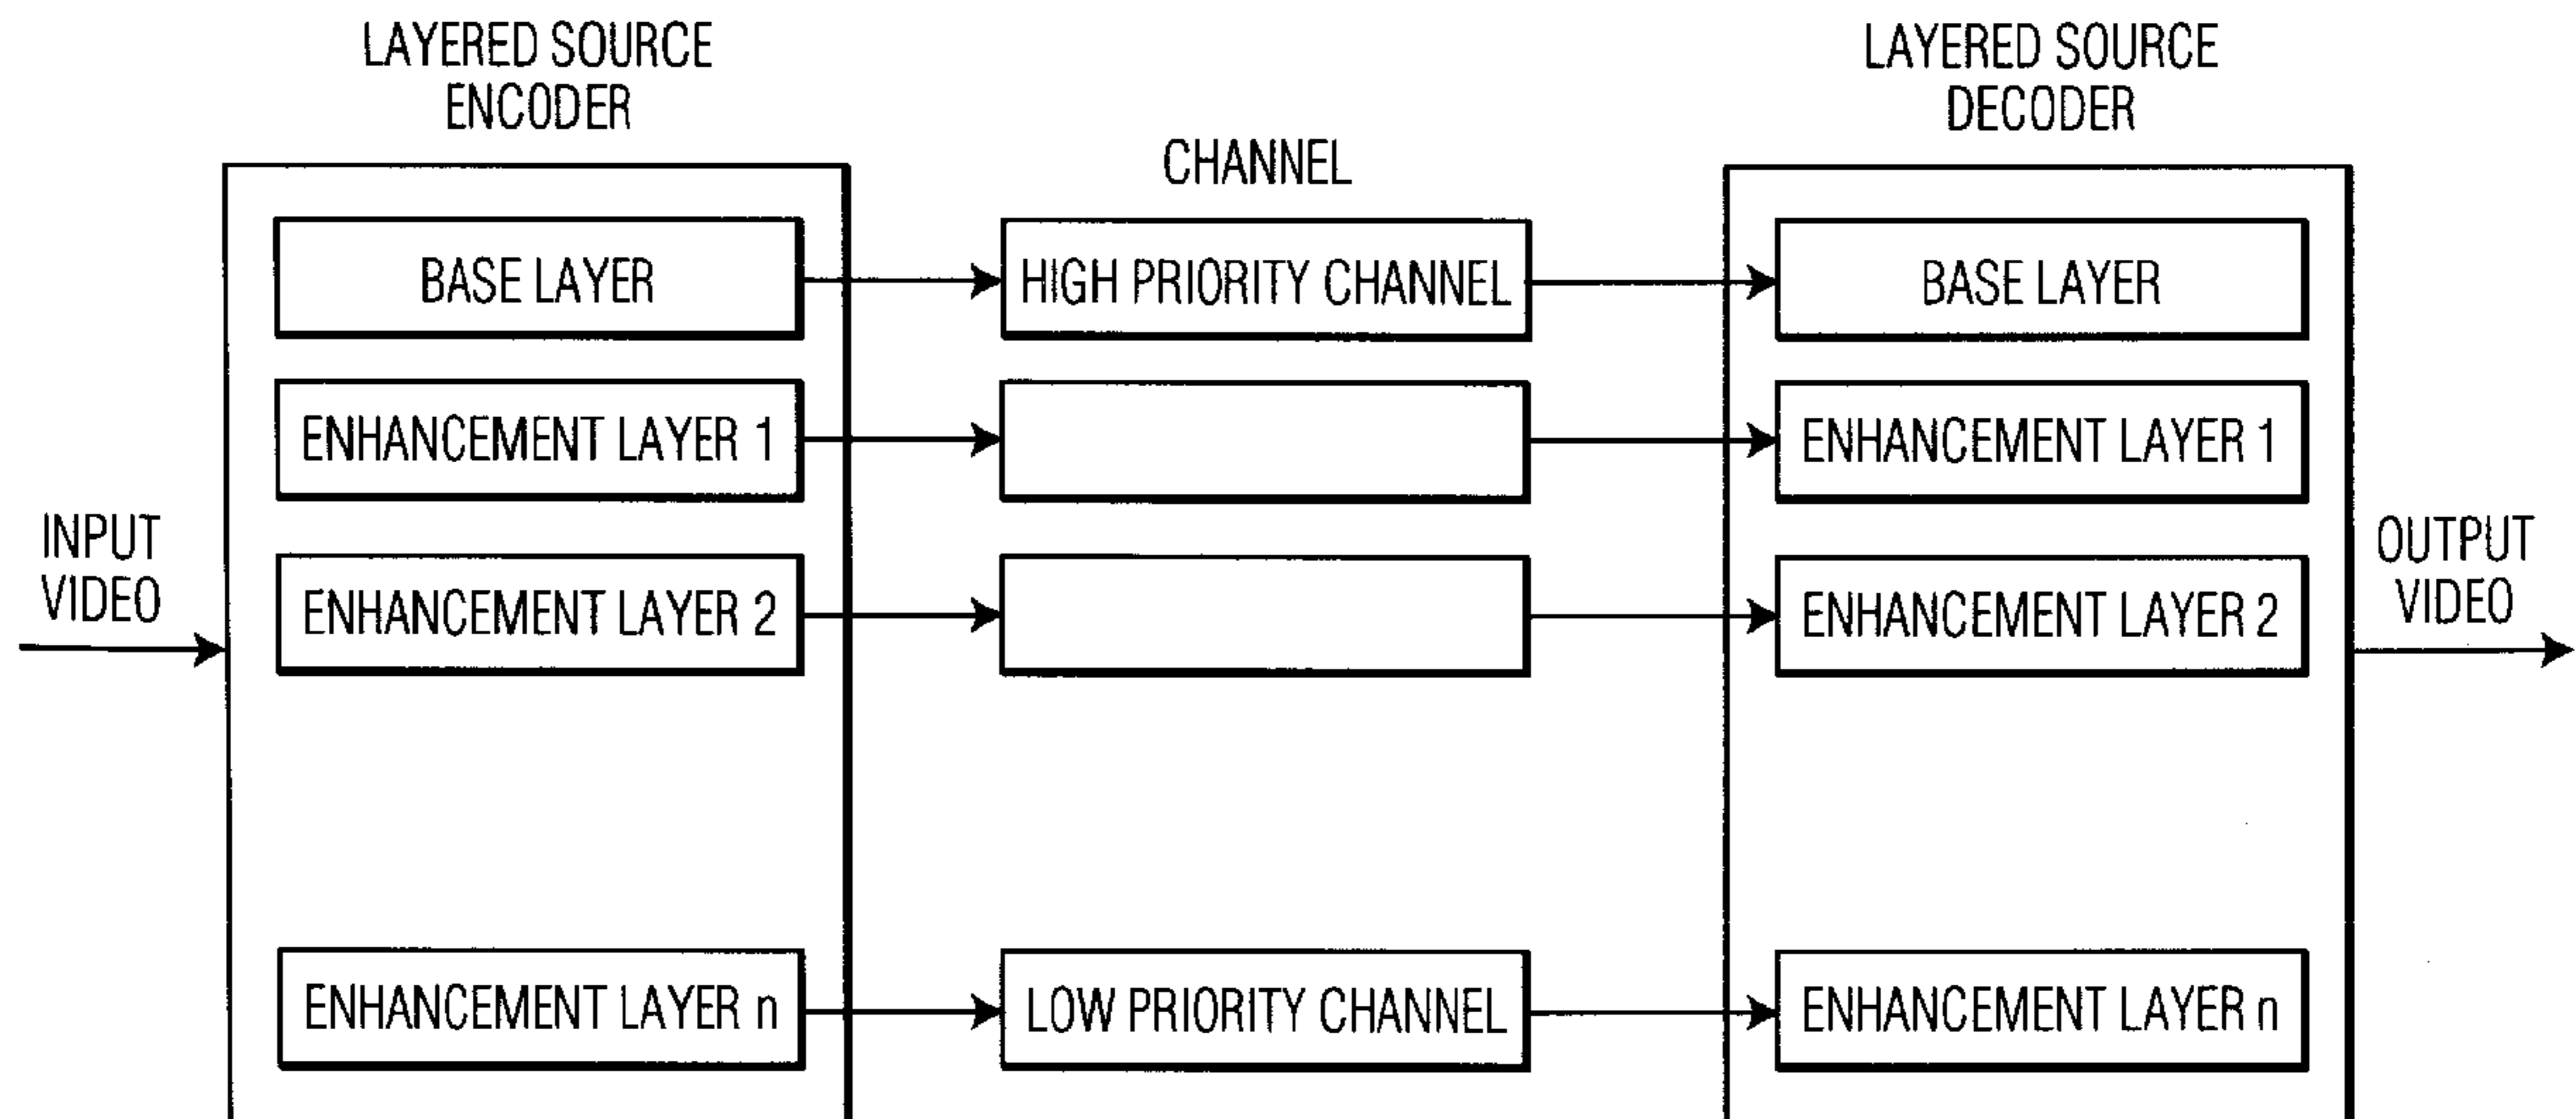 LAYERED SOURCE
ENCODER
LAYERED SOURCE
DECODER
CHANNEL
BASE LAYER
HIGH PRIORITY CHANNEL
BASE LAYER
ENHANCEMENT LAYER 1
ENHANCEMENT LAYER 1
INPUT
VIDEO
ENHANCEMENT LAYER 2
ENHANCEMENT LAYER 2
OUTPUT
VIDEO
ENHANCEMENT LAYER n
LOW PRIORITY CHANNEL
ENHANCEMENT LAYER n